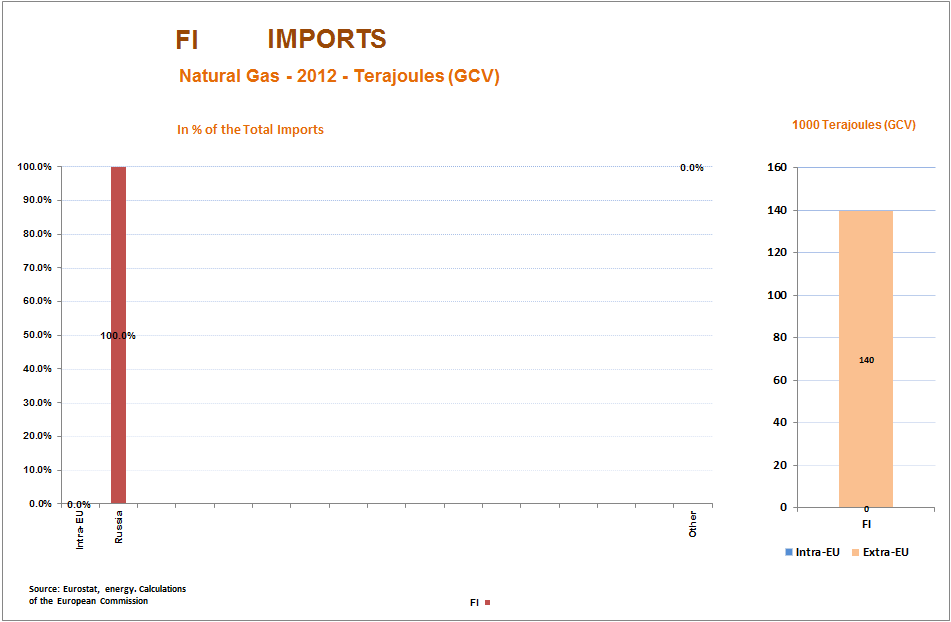 FI IMPORTS
Natural Gas - 2012 - Terajoules (GCV)
In % of the Total Imports
100.0%
90.0%
80.0%
70.0%
60.0%
50.0%
40.0%
30.0%
20.0%
10.0%
0.0%
0.0%
100.0%
0.0%
Intra-EU
Russia
Other
FI
1000 Terajoules (GCV)
160
140
120
100
80
60
40
20
0
140
0
FI
Intra-EU Extra-EU
Source: Eurostat, energy. Calculations
of the European Commission